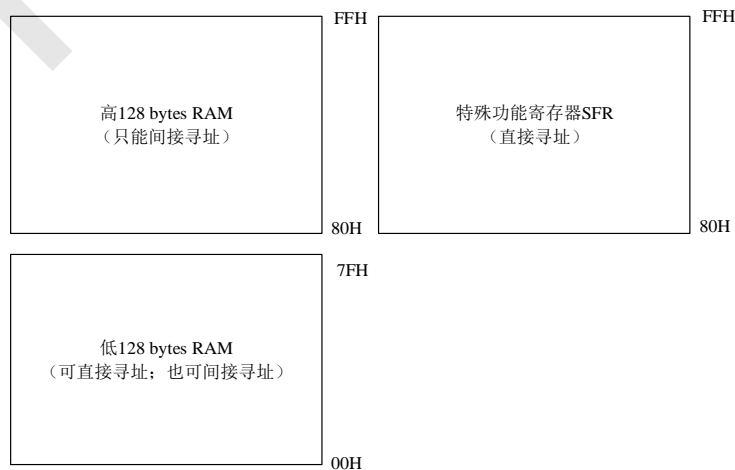 FFH
高128 bytes RAM
（只能间接寻址）
80H
FFH
特殊功能寄存器SFR
（直接寻址）
80H
7FH
低128 bytes RAM
（可直接寻址；也可间接寻址）
00H